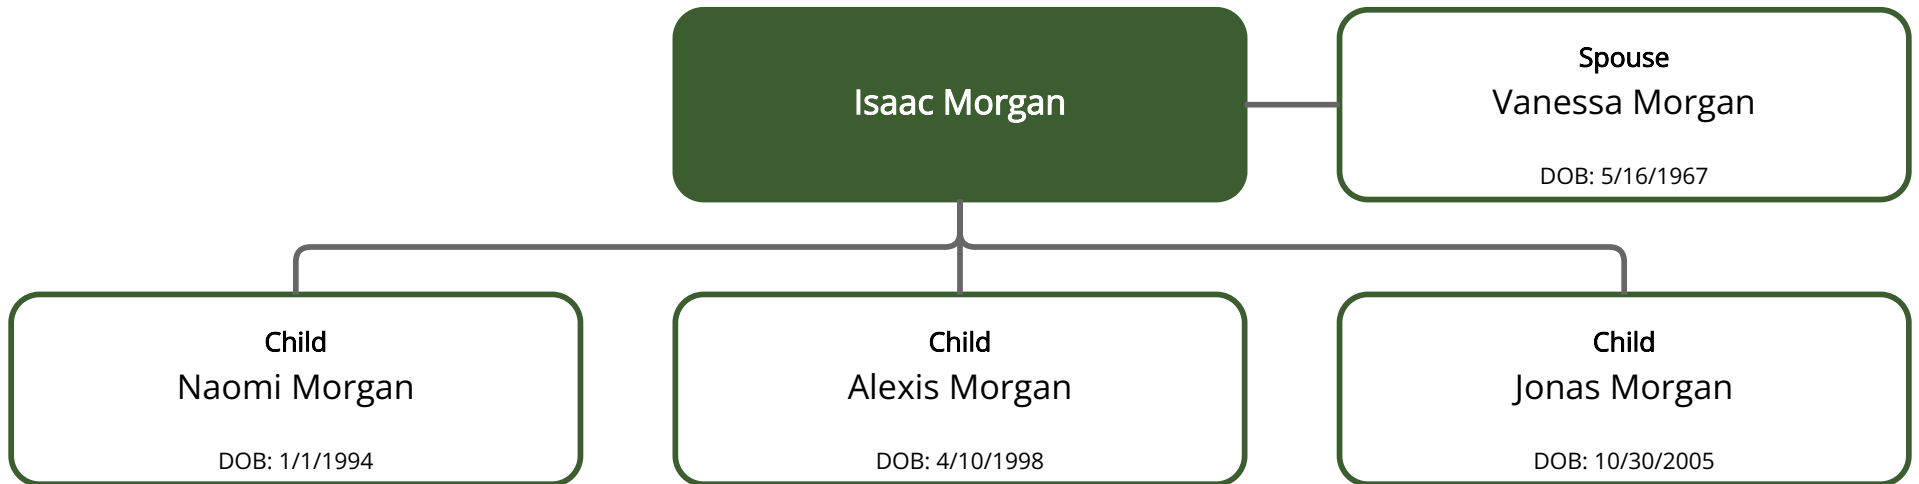 Isaac Morgan
Spouse
Vanessa Morgan
DOB: 5/16/1967
Child
Naomi Morgan
DOB: 1/1/1994
Child
Alexis Morgan
DOB: 4/10/1998
Child
Jonas Morgan
DOB: 10/30/2005